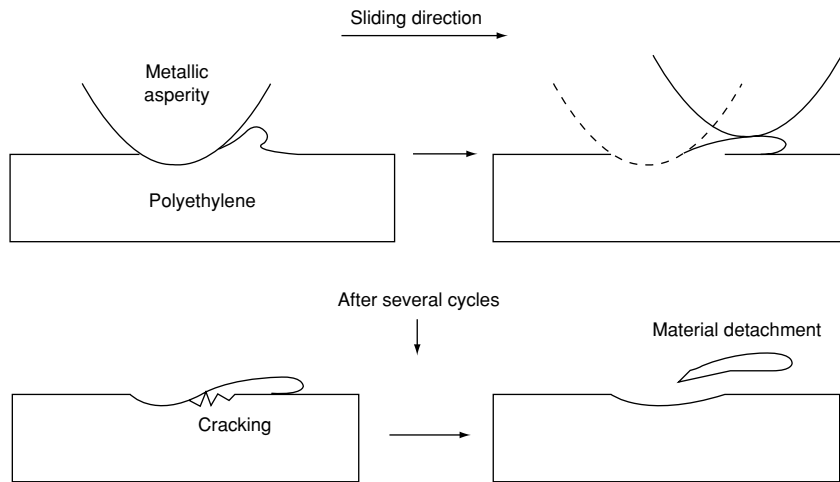 Sliding direction
Metallic
asperity
Polyethylene
After several cycles
Material detachment
Cracking